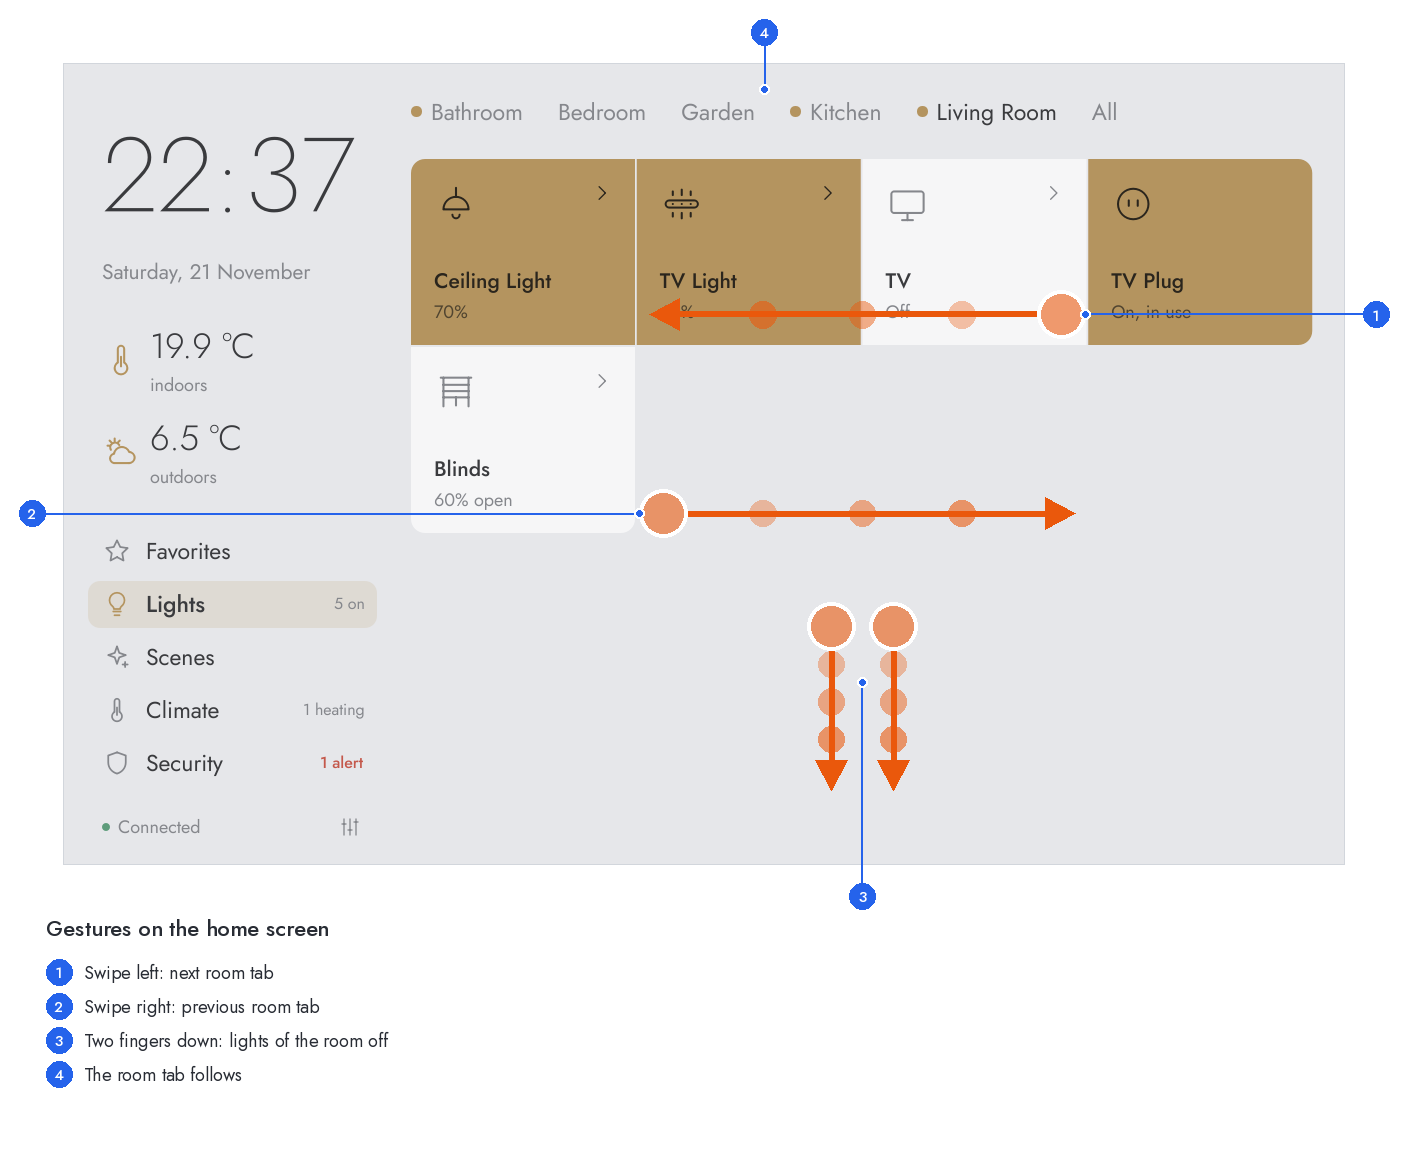 4
Bathroom Bedroom Garden Kitchen Living Room All
22:37
Saturday, 21 November
19.9 °C
indoors
6.5 °C
outdoors
Favorites
Lights 5 on
Scenes
Climate 1 heating
Security 1 alert
Connected
Ceiling Light
70%
TV Light
%
TV
Off
TV Plug
On, in use
1
Blinds
60% open
2
3
Gestures on the home screen
1 Swipe left: next room tab
2 Swipe right: previous room tab
3 Two fingers down: lights of the room off
4 The room tab follows